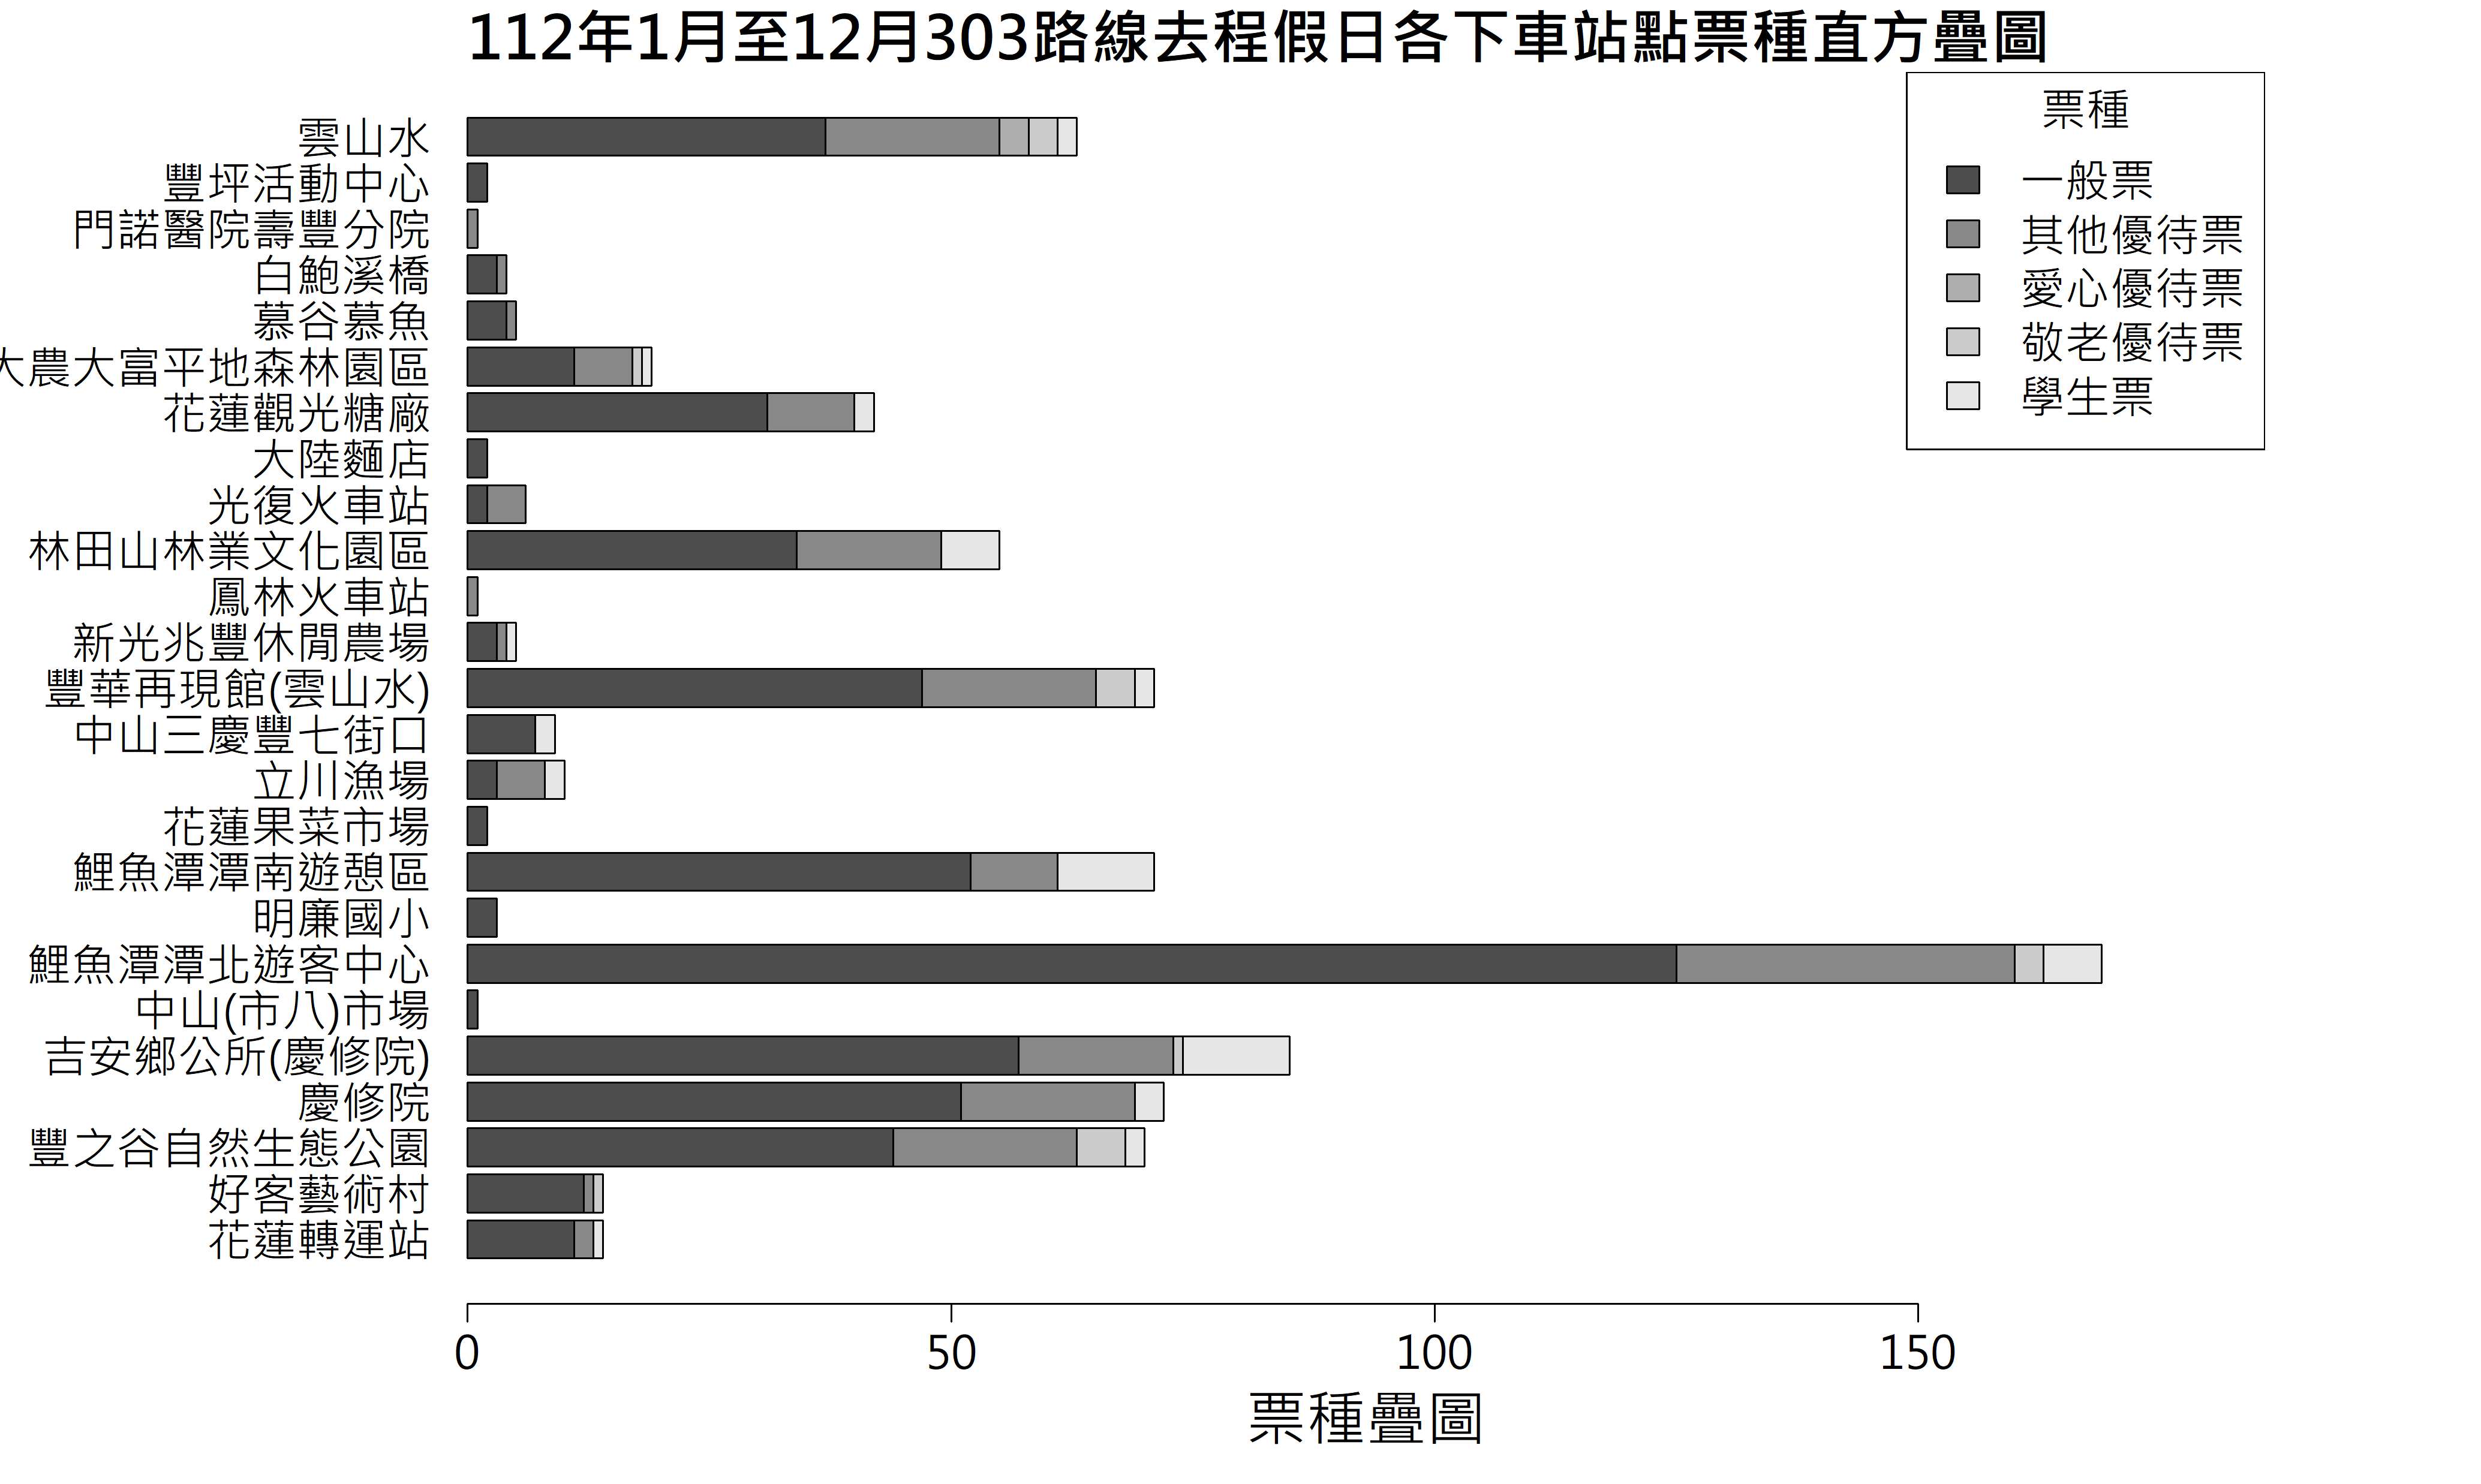 112年1月至12月303路線去程假日各下車站點票種直方疊圖
票種
一般票
其他優待票
愛心優待票
敬老優待票
學生票
雲山水
豐坪活動中心
門諾醫院壽豐分院
白鮑溪橋
慕谷慕魚
大農大富平地森林園區
花蓮觀光糖廠
大陸麵店
光復火車站
林田山林業文化園區
鳳林火車站
新光兆豐休閒農場
豐華再現館(雲山水)
中山三慶豐七街口
立川漁場
花蓮果菜市場
鯉魚潭潭南遊憩區
明廉國小
鯉魚潭潭北遊客中心
中山(市八)市場
吉安鄉公所(慶修院)
慶修院
豐之谷自然生態公園
好客藝術村
花蓮轉運站
0 50 100 150
票種疊圖